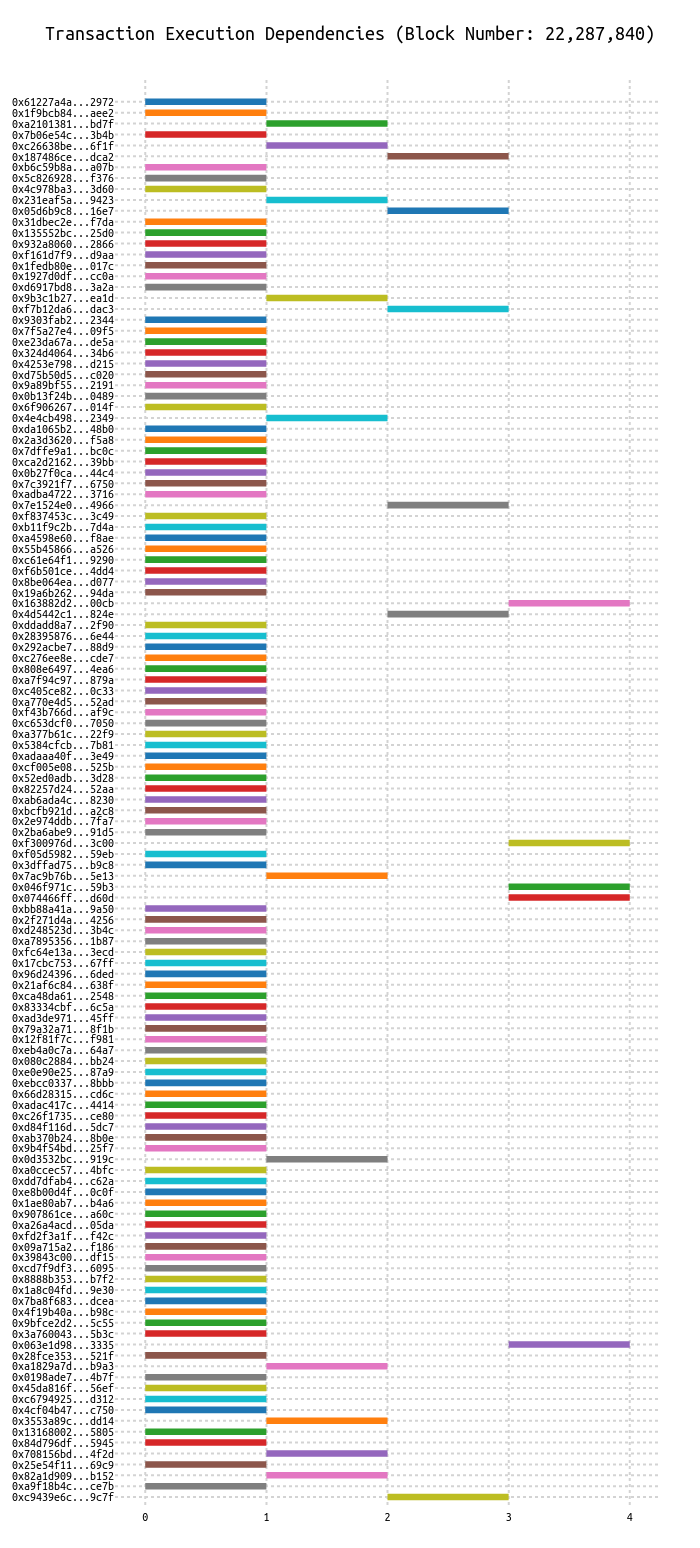 Transaction Execution Dependencies (Block Number: 22,287,840)
0x61227a4a...2972
0x1f9bcb84...aee2
0xa2101381...bd7f
0x7b06e54c...3b4b
0xc26638be...6f1f
0x187486ce...dca2
0xb6c59b8a...a07b
0x5c826928...f376
0x4c978ba3...3d60
0x231eaf5a...9423
0x05d6b9c8...16e7
0x31dbec2e...f7da
0x135552bc...25d0
0x932a8060...2866
0xf161d7f9...d9aa
0x1fedb80e...017c
0x1927d0df...cc0a
0xd6917bd8...3a2a
0x9b3c1b27...ea1d
0xf7b12da6...dac3
0x9303fab2...2344
0x7f5a27e4...09f5
0xe23da67a...de5a
0x324d4064...34b6
0x4253e798...d215
0xd75b50d5...c020
0x9a89bf55...2191
0x0b13f24b...0489
0x6f906267...014f
0x4e4cb498...2349
0xda1065b2...48b0
0x2a3d3620...f5a8
0x7dffe9a1...bc0c
0xca2d2162...39bb
0x0b27f0ca...44c4
0x7c3921f7...6750
0xadba4722...3716
0x7e1524e0...4966
0xf837453c...3c49
0xb11f9c2b...7d4a
0xa4598e60...f8ae
0x55b45866...a526
0xc61e64f1...9290
0xf6b501ce...4dd4
0x8be064ea...d077
0x19a6b262...94da
0x163882d2...00cb
0x4d5442c1...824e
0xddadd8a7...2f90
0x28395876...6e44
0x292acbe7...88d9
0xc276ee8e...cde7
0x808e6497...4ea6
0xa7f94c97...879a
0xc405ce82...0c33
0xa770e4d5...52ad
0xf43b766d...af9c
0xc653dcf0...7050
0xa377b61c...22f9
0x5384cfcb...7b81
0xadaaa40f...3e49
0xcf005e08...525b
0x52ed0adb...3d28
0x82257d24...52aa
0xab6ada4c...8230
0xbcfb921d...a2c8
0x2e974ddb...7fa7
0x2ba6abe9...91d5
0xf300976d...3c00
0xf05d5982...59eb
0x3dffad75...b9c8
0x7ac9b76b...5e13
0x046f971c...59b3
0x074466ff...d60d
0xbb88a41a...9a50
0x2f271d4a...4256
0xd248523d...3b4c
0xa7895356...1b87
0xfc64e13a...3ecd
0x17cbc753...67ff
0x96d24396...6ded
0x21af6c84...638f
0xca48da61...2548
0x83334cbf...6c5a
0xad3de971...45ff
0x79a32a71...8f1b
0x12f81f7c...f981
0xeb4a0c7a...64a7
0x080c2884...bb24
0xe0e90e25...87a9
0xebcc0337...8bbb
0x66d28315...cd6c
0xadac417c...4414
0xc26f1735...ce80
0xd84f116d...5dc7
0xab370b24...8b0e
0x9b4f54bd...25f7
0x0d3532bc...919c
0xa0ccec57...4bfc
0xdd7dfab4...c62a
0xe8b00d4f...0c0f
0x1ae80ab7...b4a6
0x907861ce...a60c
0xa26a4acd...05da
0xfd2f3a1f...f42c
0x09a715a2...f186
0x39843c00...df15
0xcd7f9df3...6095
0x8888b353...b7f2
0x1a8c04fd...9e30
0x7ba8f683...dcea
0x4f19b40a...b98c
0x9bfce2d2...5c55
0x3a760043...5b3c
0x063e1d98...3335
0x28fce353...521f
0xa1829a7d...b9a3
0x0198ade7...4b7f
0x45da816f...56ef
0xc6794925...d312
0x4cf04b47...c750
0x3553a89c...dd14
0x13168002...5805
0x84d796df...5945
0x708156bd...4f2d
0x25e54f11...69c9
0x82a1d909...b152
0xa9f18b4c...ce7b
0xc9439e6c...9c7f
0 1 2 3 4